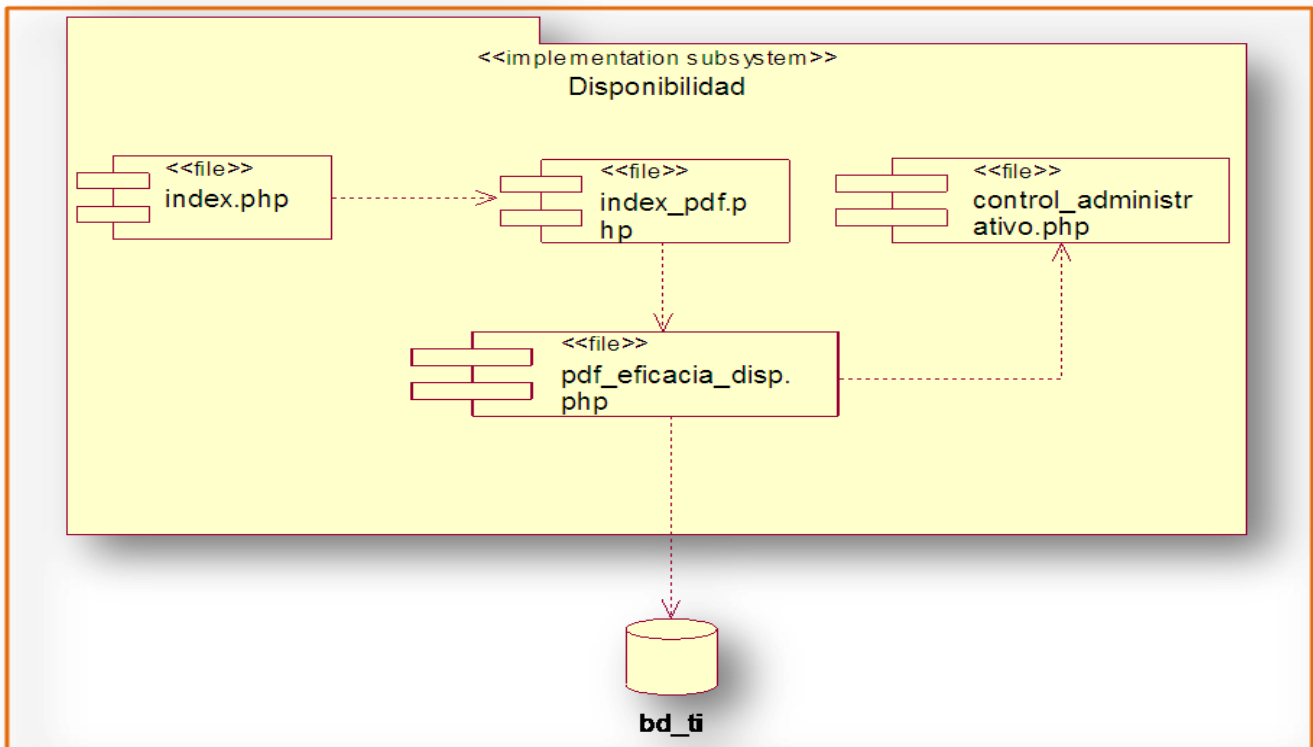 <<implementation subsystem>>
Disponibilidad
<<file>>
index.php
<<file>>
index_pdf.p
hp
<<file>>
control_administr
ativo.php
<<file>>
pdf_eficacia_disp.
php
bd_ti